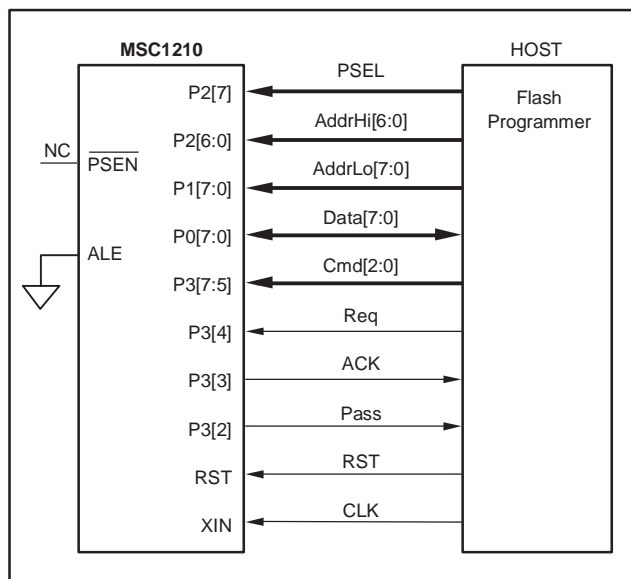 MSC1210
HOST
P2[7]
PSEL
Flash
Programmer
P2[6:0]
AddrHi[6:0]
NC
PSEN
P1[7:0]
AddrLo[7:0]
P0[7:0]
Data[7:0]
ALE
P3[7:5]
Cmd[2:0]
P3[4]
Req
P3[3]
ACK
P3[2]
Pass
RST
RST
XIN
CLK